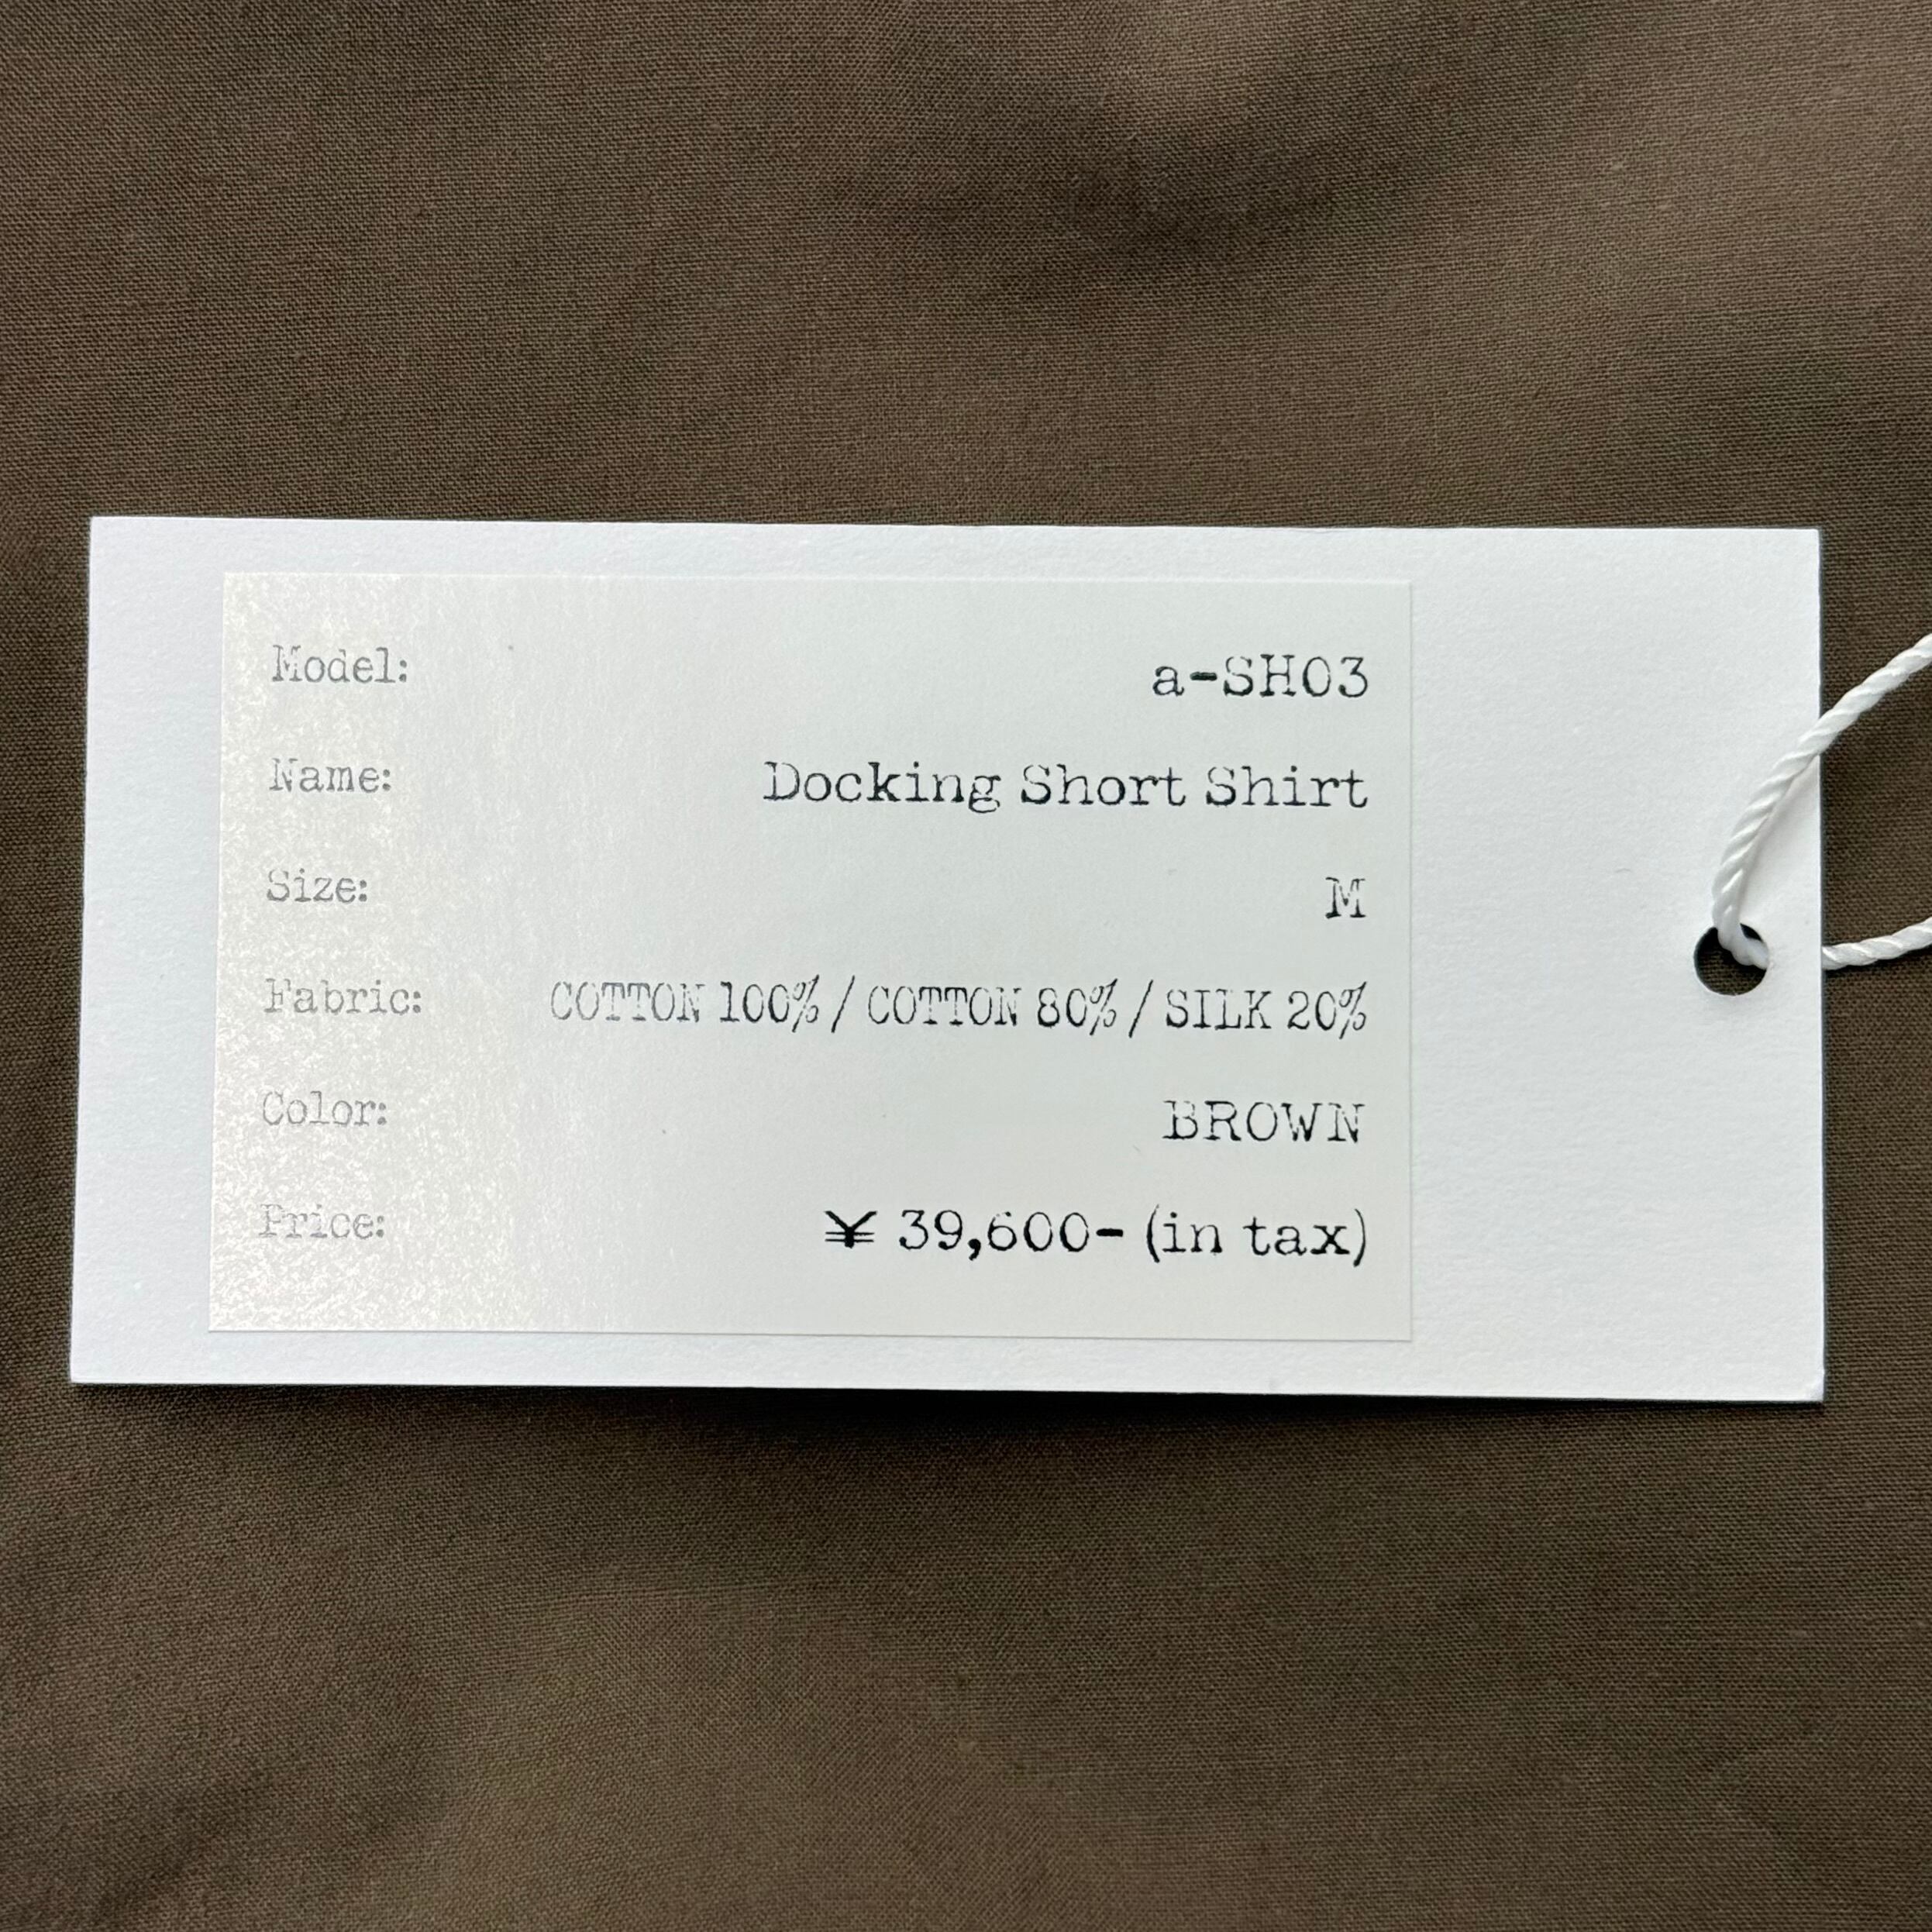 Model: a-SH03
Name: Docking Short Shirt
Size: M
Fabric: COTTON 100% / COTTON 80% / SILK 20%
Color: BROWN
Price: ¥ 39,600- (in tax)